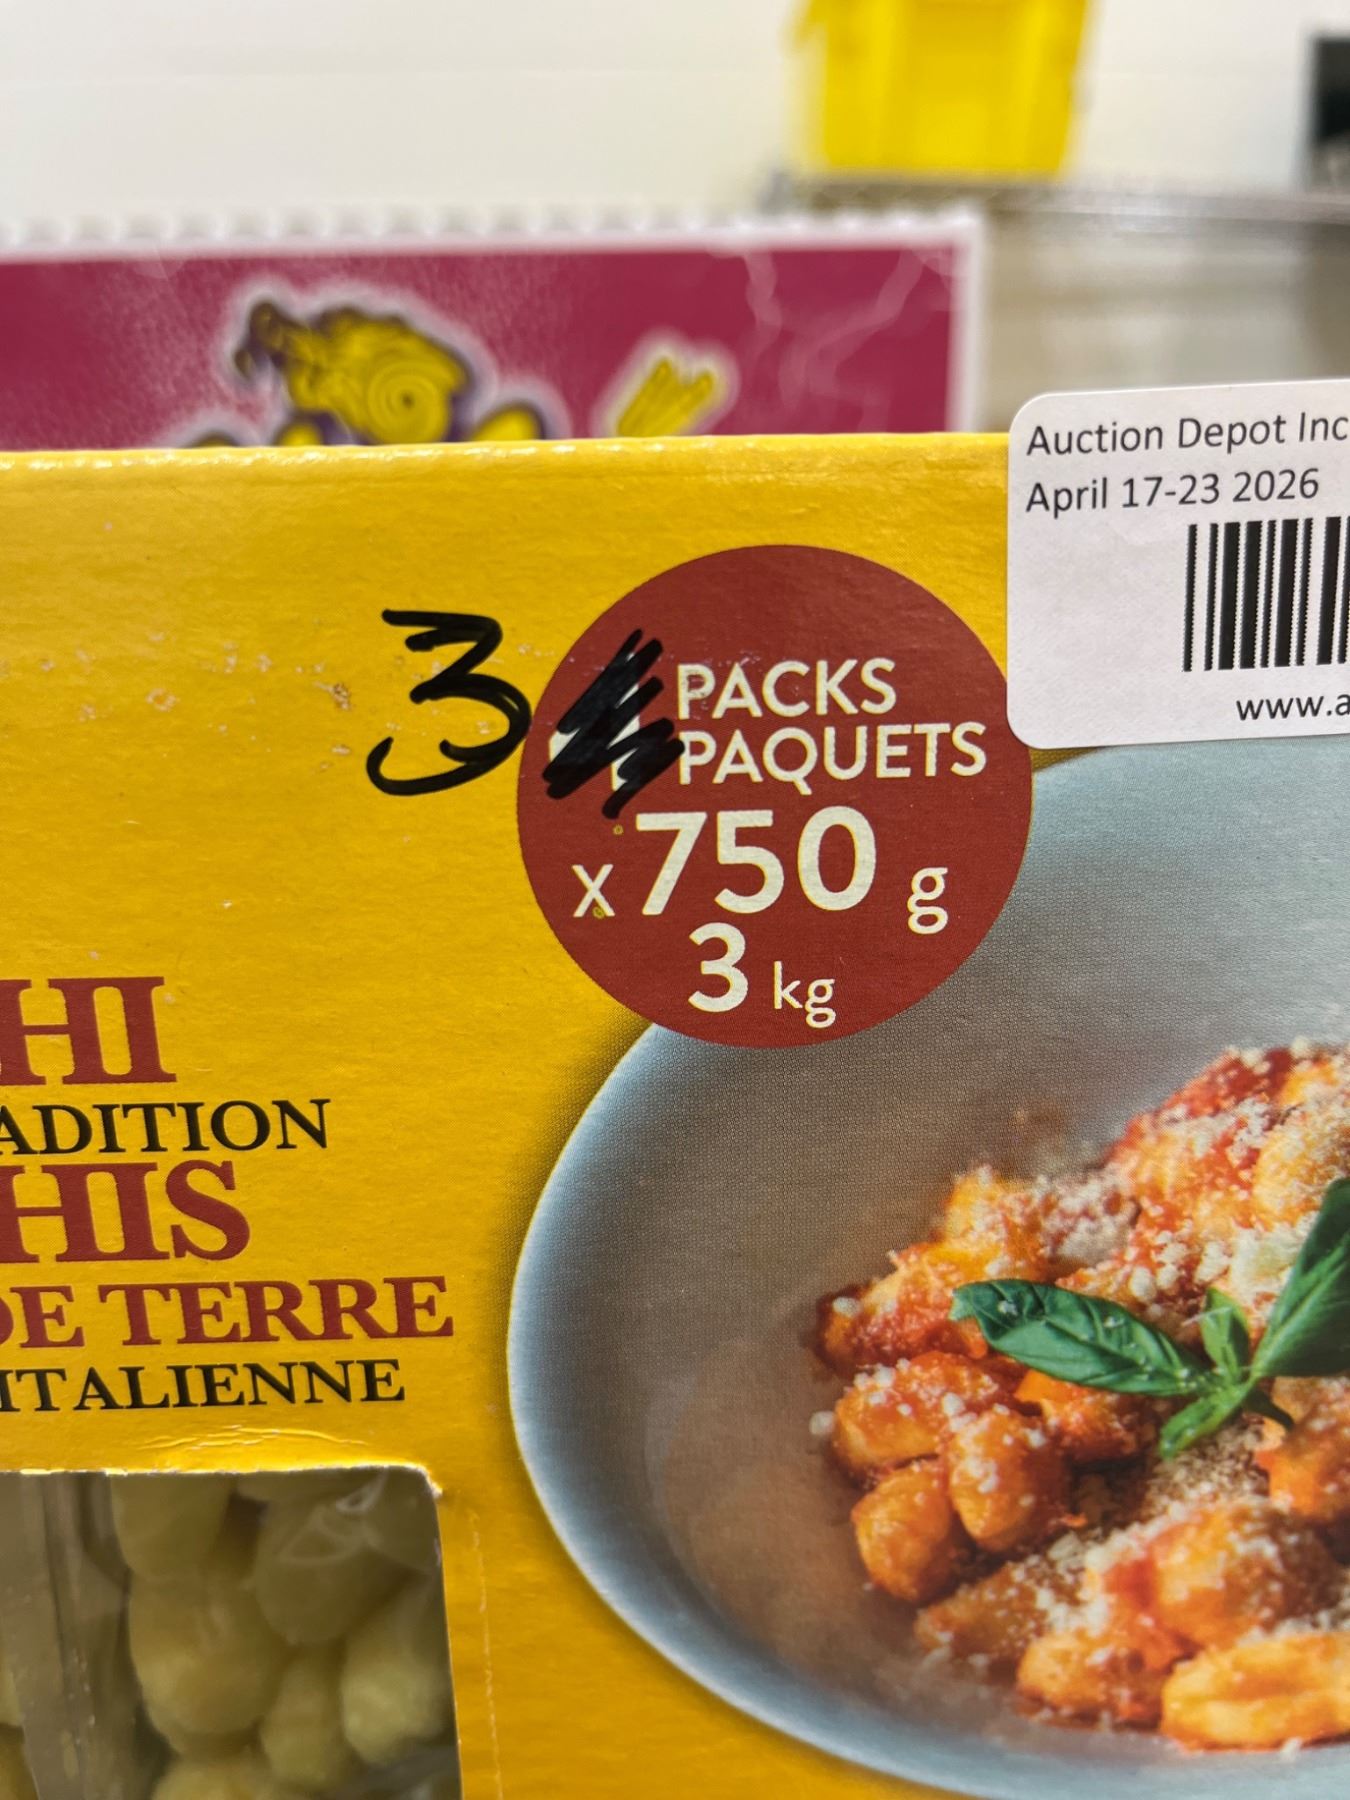 Auction Depot Inc
April 17-23 2026
www.a
3
PACKS
PAQUETS
x 750 g
3 kg
HI
ADITION
HIS
DE TERRE
ITALIENNE